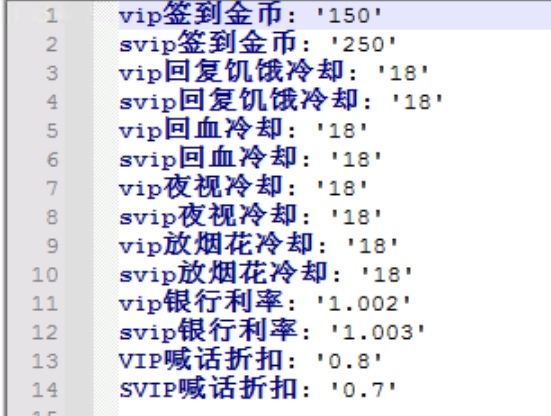 1 vip签到金币: '150'
2 svip签到金币: '250'
3 vip回复饥饿冷却: '18'
4 svip回复饥饿冷却: '18'
5 vip回血冷却: '18'
6 svip回血冷却: '18'
7 vip夜视冷却: '18'
8 svip夜视冷却: '18'
9 vip放烟花冷却: '18'
10 svip放烟花冷却: '18'
11 vip银行利率: '1.002'
12 svip银行利率: '1.003'
13 VIP喊话折扣: '0.8'
14 SVIP喊话折扣: '0.7'